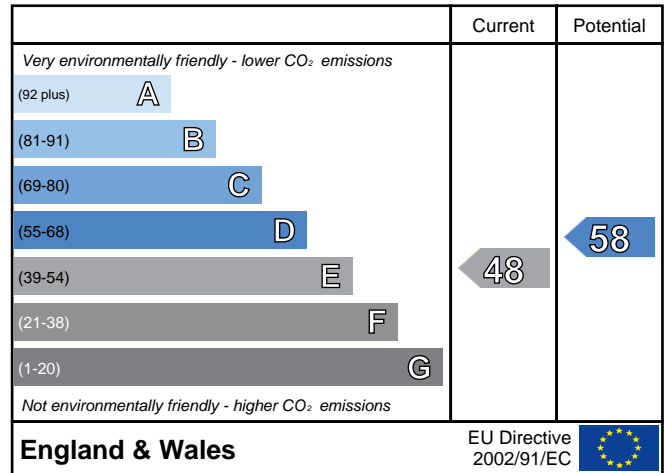 Current Potential
Very environmentally friendly - lower CO₂ emissions
(92 plus) A
(81-91) B
(69-80) C
(55-68) D
58
(39-54) E
48
(21-38) F
(1-20) G
Not environmentally friendly - higher CO₂ emissions
England & Wales
EU Directive
2002/91/EC